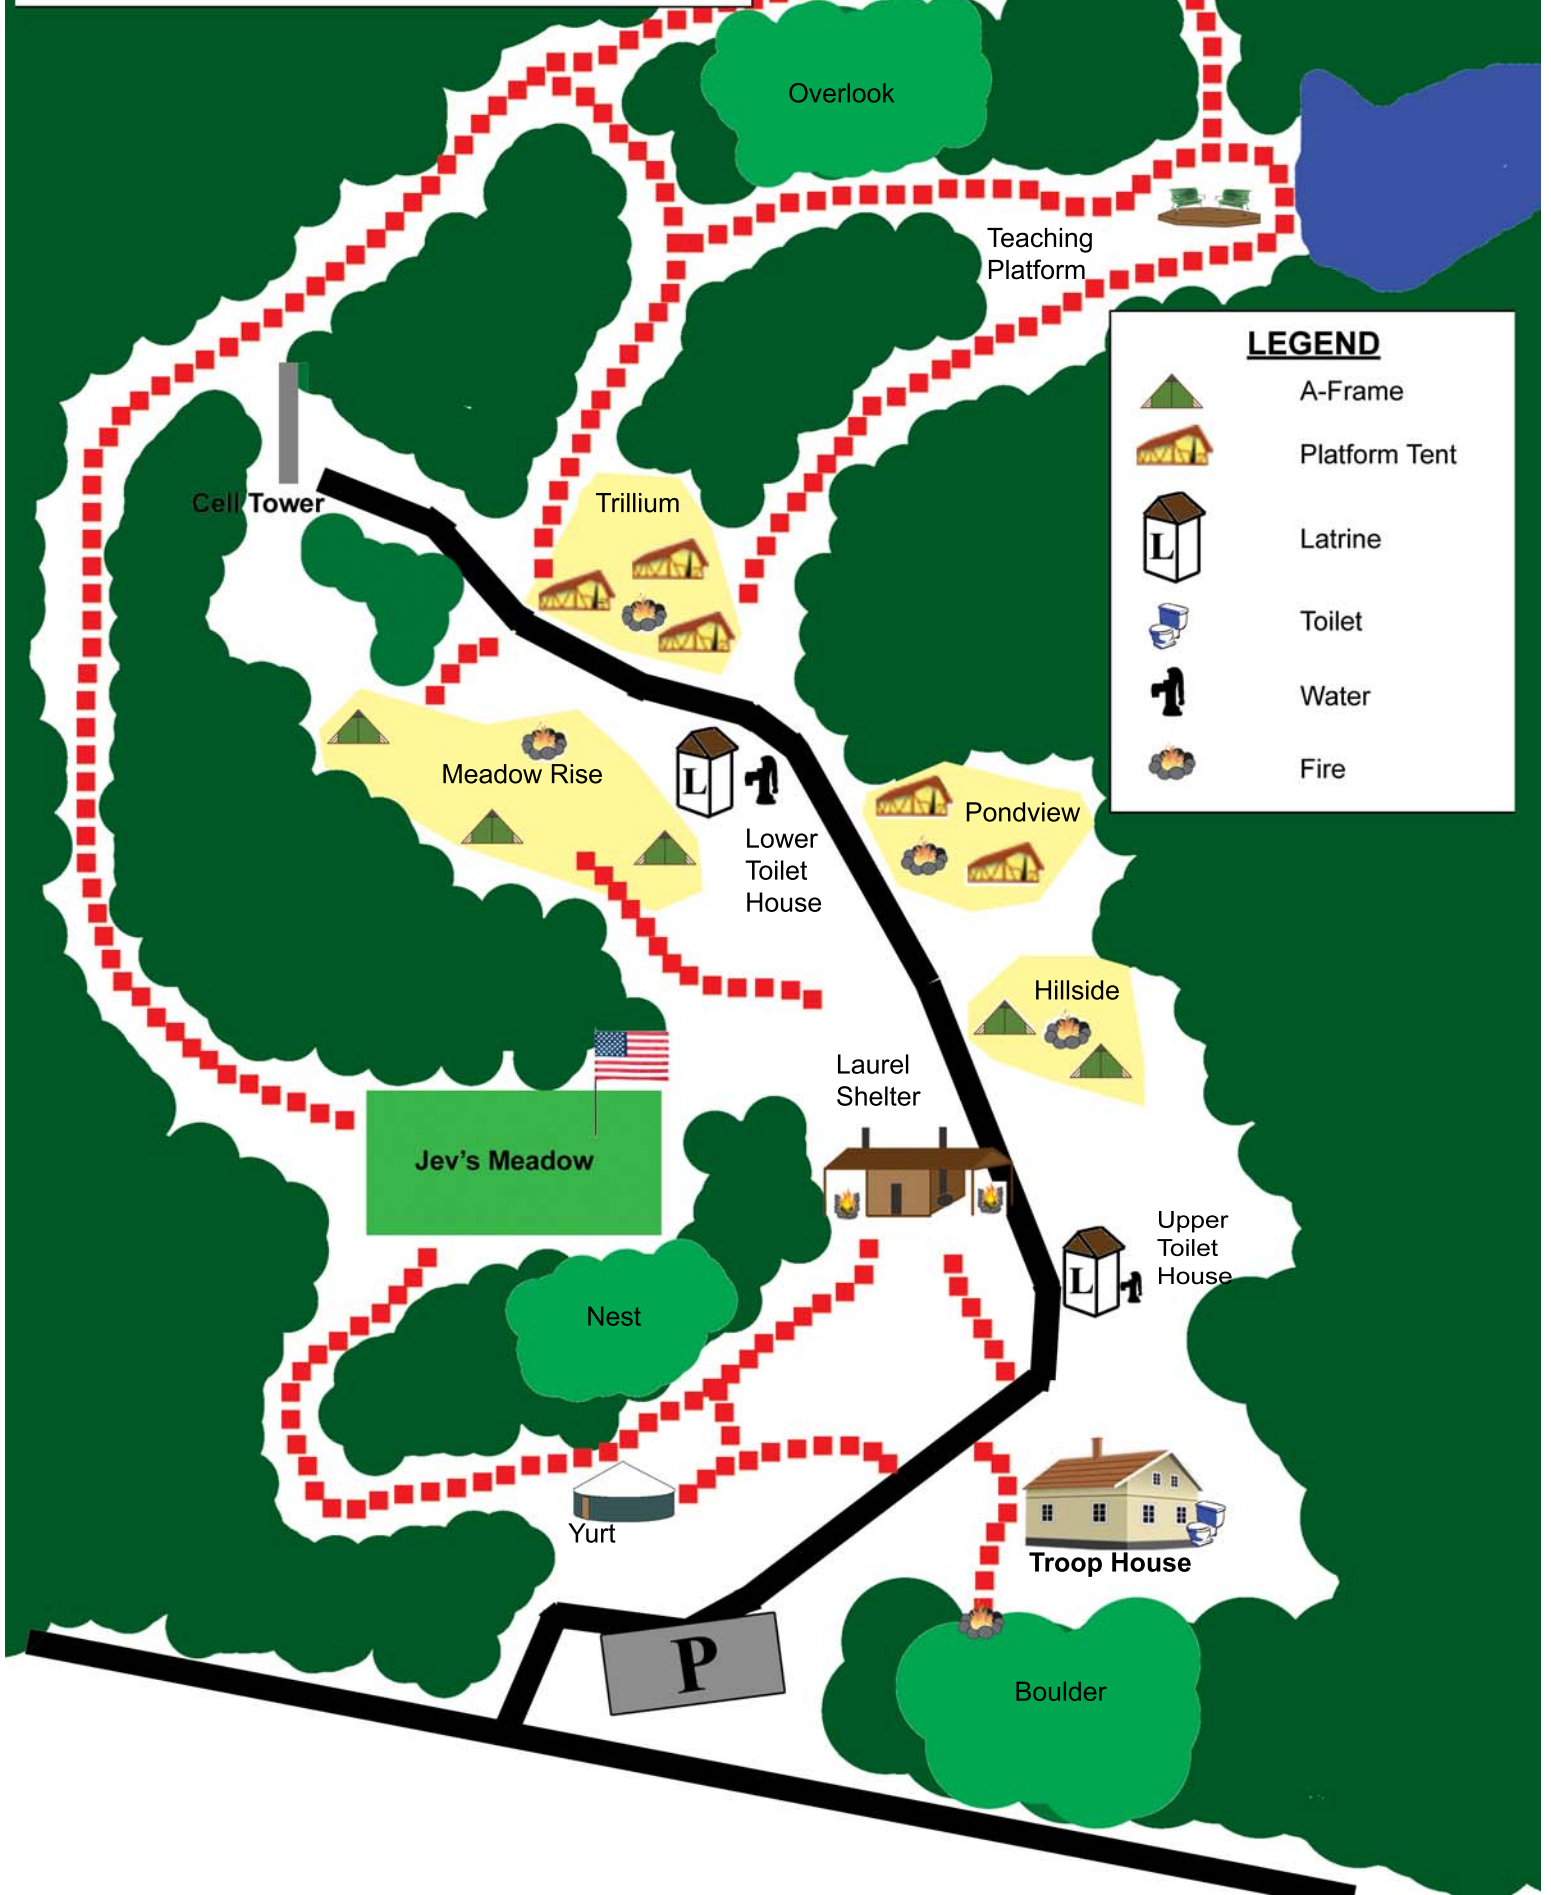 Overlook
Teaching
Platform
LEGEND
A-Frame
Platform Tent
L
Latrine
Toilet
Water
Fire
Cell Tower
Trillium
Meadow Rise
L
Lower
Toilet
House
Pondview
Hillside
Laurel
Shelter
Jev's Meadow
Upper
Toilet
House
L
Nest
Yurt
Troop House
P
Boulder